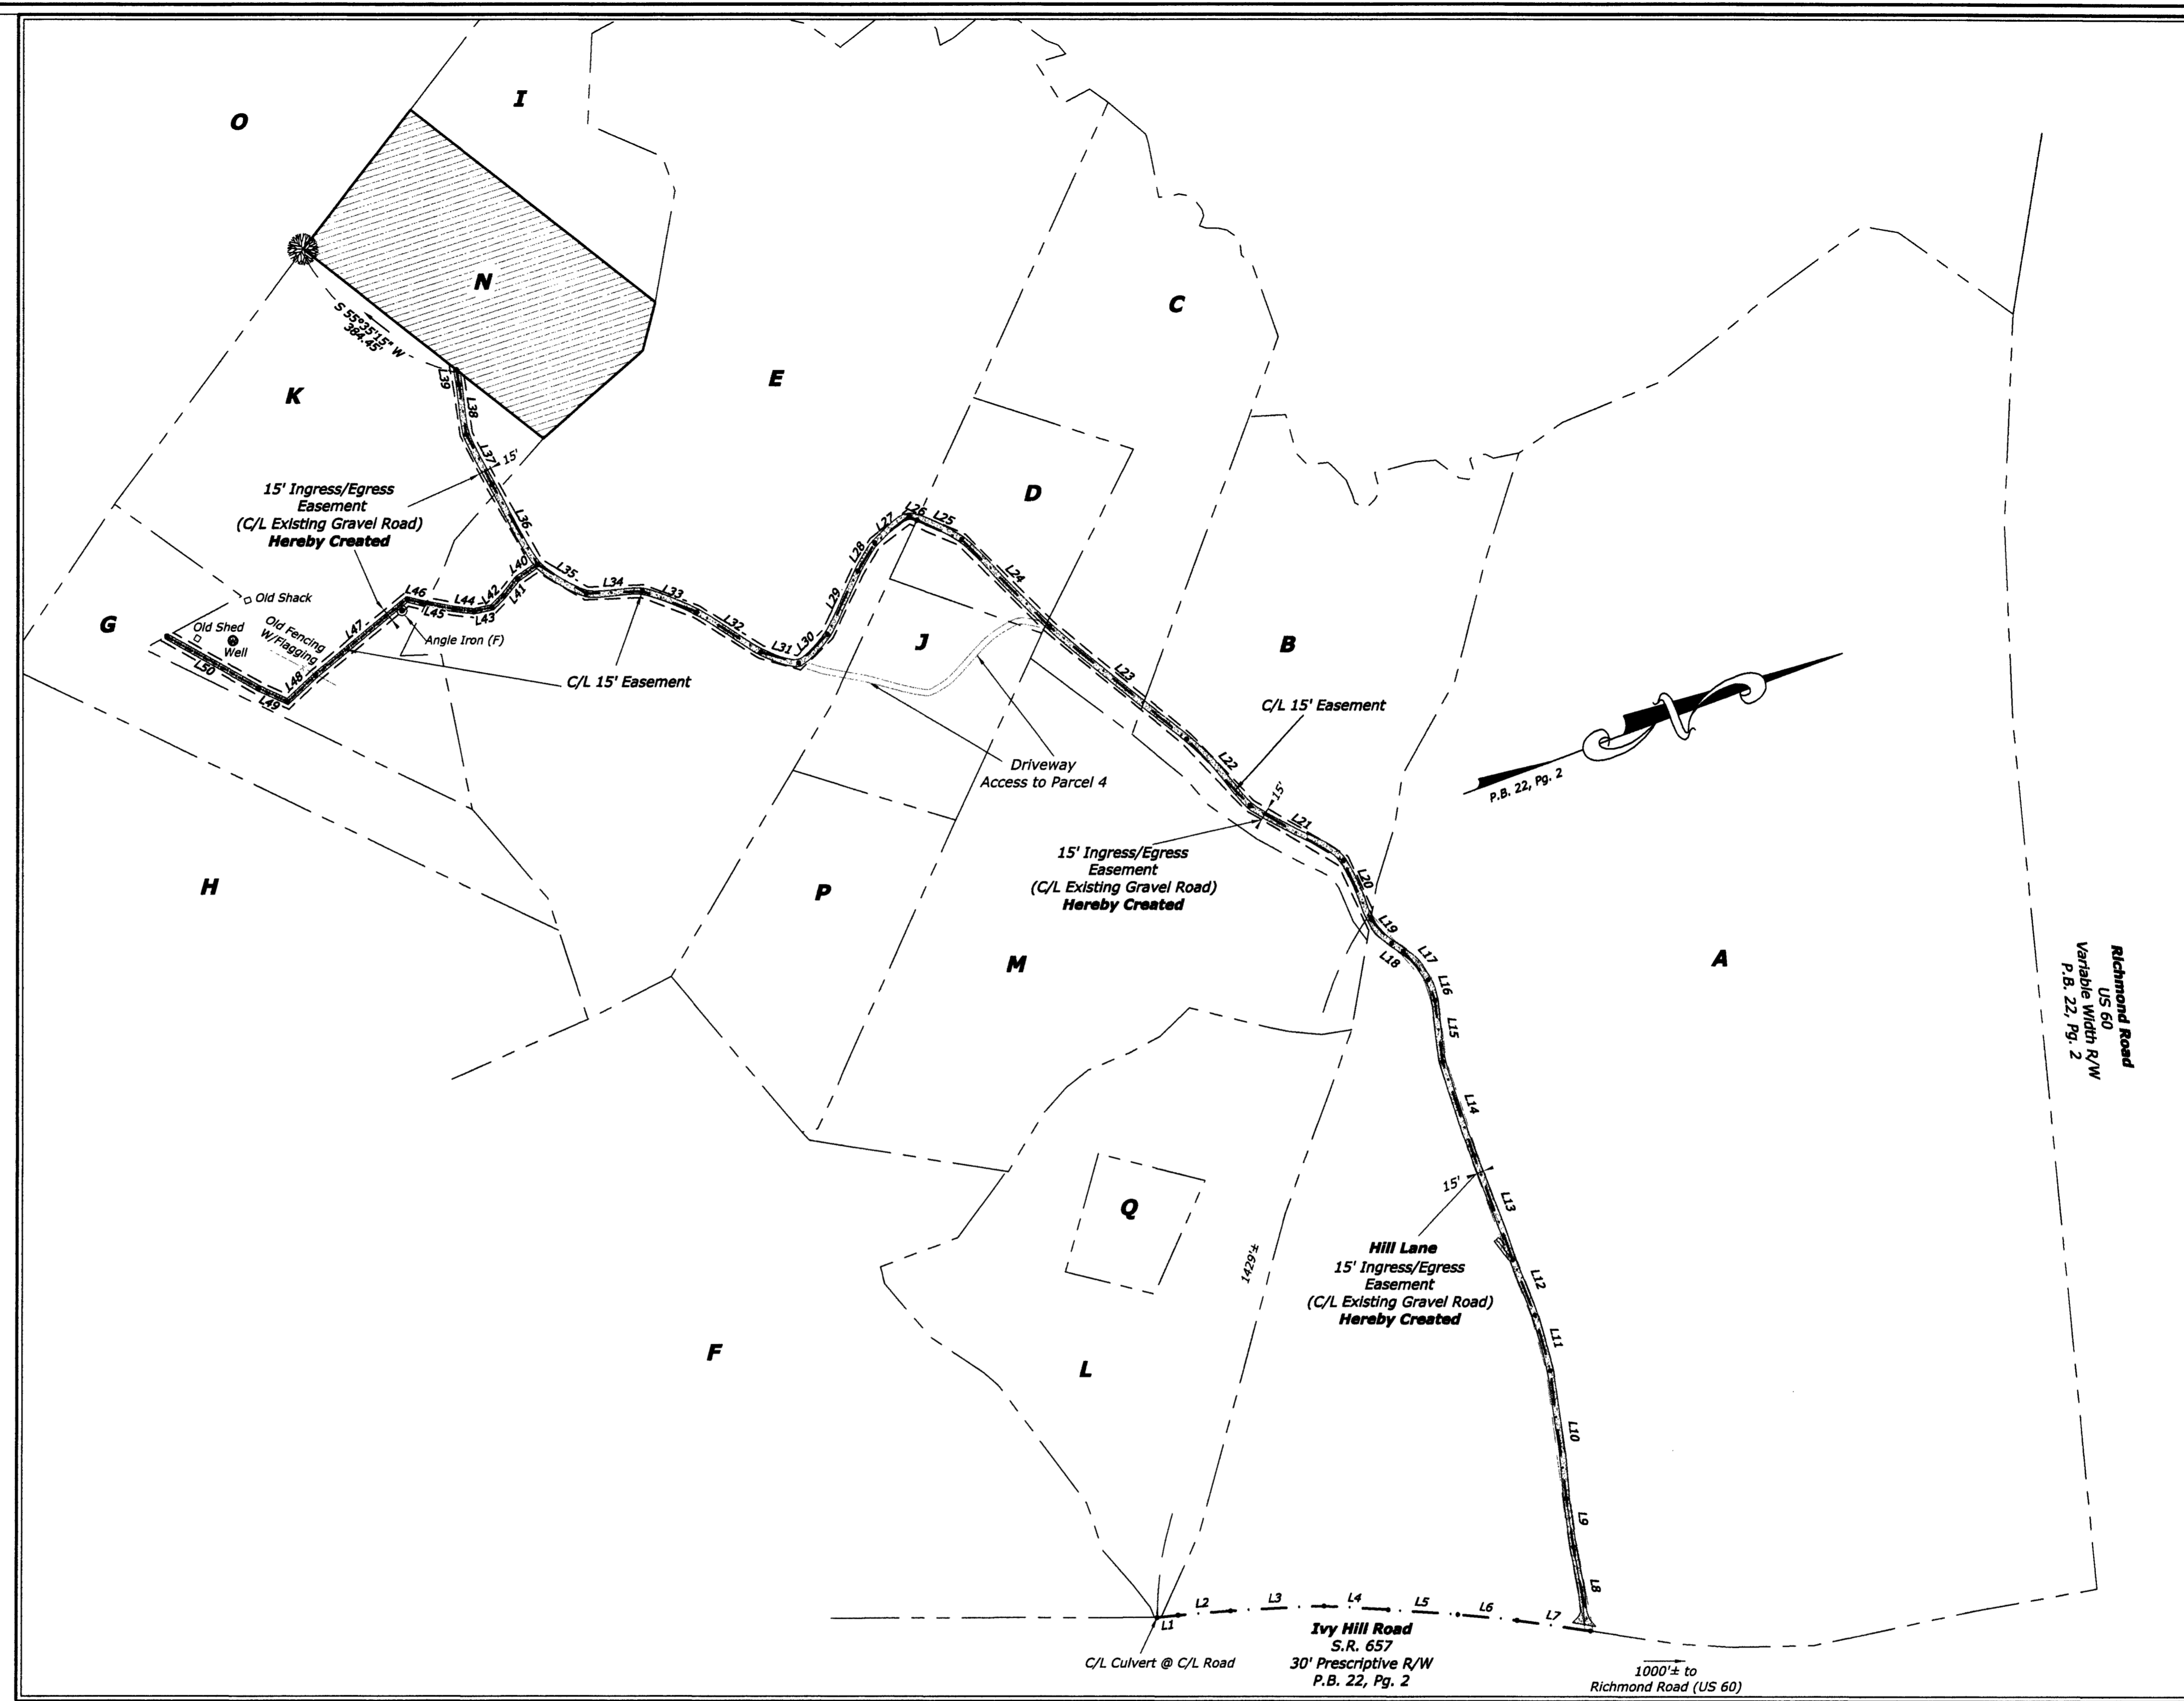 O
I
N
S 55°35'15" W
384.45'
K
E
C
D
L39
L38
L37
15'
15' Ingress/Egress
Easement
(C/L Existing Gravel Road)
Hereby Created
L36
L26
L25
L27
L28
L24
L29
L30
L31
L32
L33
L34
L35
L40
L41
L42
L43
L44
L45
L46
L47
L48
L49
L50
Old Shack
Old Shed
Well
Old Fencing
W/Flagging
Angle Iron (F)
G
J
B
C/L 15' Easement
C/L 15' Easement
L23
L22
15'
L21
Driveway
Access to Parcel 4
N
P.B. 22, Pg. 2
15' Ingress/Egress
Easement
(C/L Existing Gravel Road)
Hereby Created
H
P
M
A
L20
L19
L18
L17
L16
L15
L14
15'
L13
L12
L11
L10
L9
L8
Richmond Road
US 60
Variable Width R/W
P.B. 22, Pg. 2
Q
1429'±
Hill Lane
15' Ingress/Egress
Easement
(C/L Existing Gravel Road)
Hereby Created
F
L
L1
L2
L3
L4
L5
L6
L7
C/L Culvert @ C/L Road
Ivy Hill Road
S.R. 657
30' Prescriptive R/W
P.B. 22, Pg. 2
1000'± to
Richmond Road (US 60)